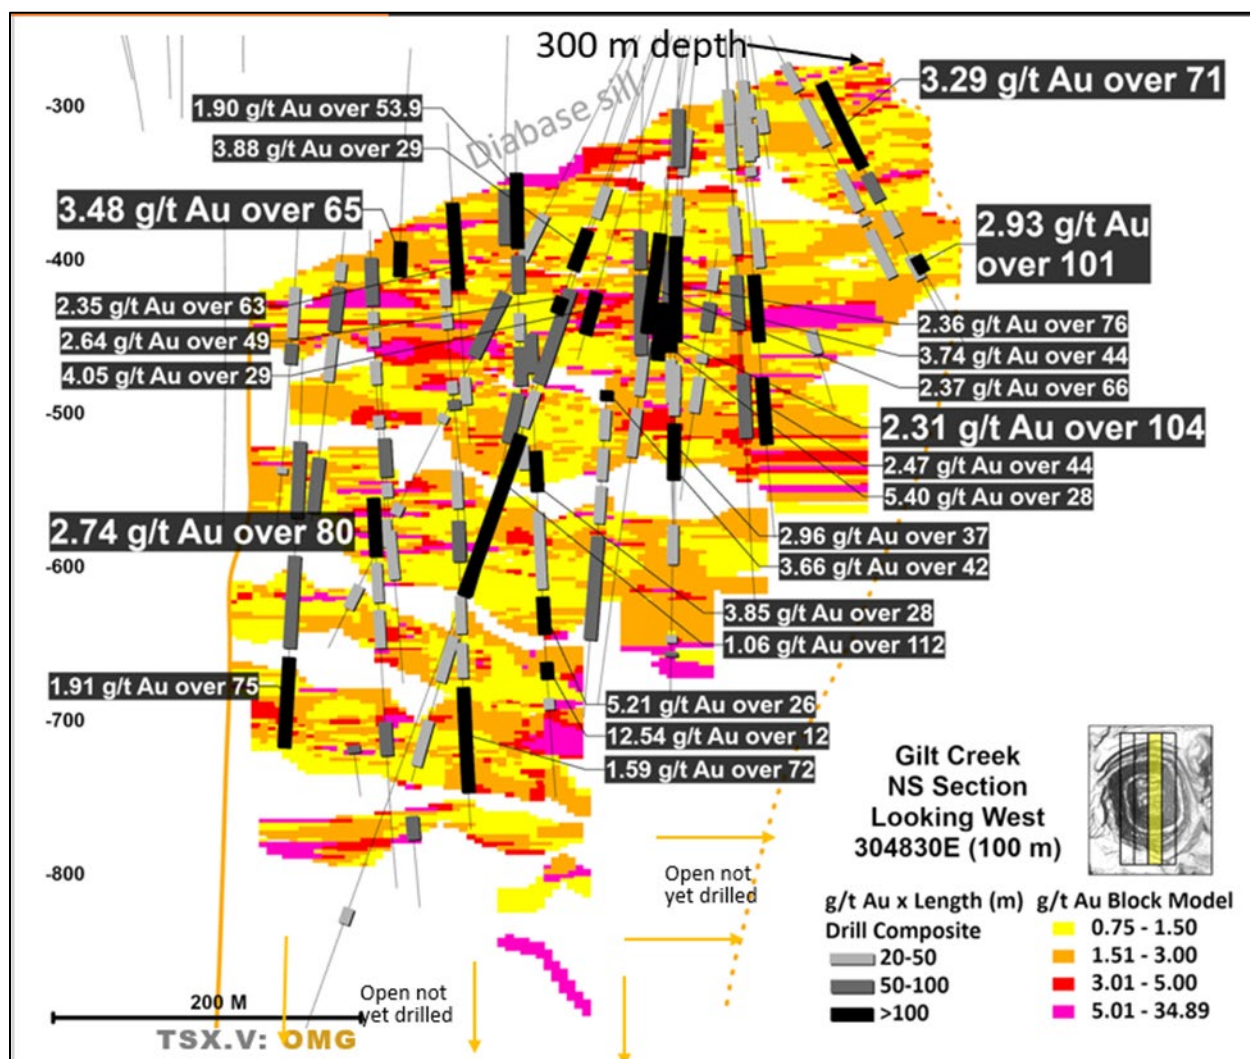 300 m depth
3.29 g/t Au over 71
-300
1.90 g/t Au over 53.9
Diabase sill
3.88 g/t Au over 29
3.48 g/t Au over 65
2.93 g/t Au
over 101
-400
2.35 g/t Au over 63
2.36 g/t Au over 76
2.64 g/t Au over 49
3.74 g/t Au over 44
4.05 g/t Au over 29
2.37 g/t Au over 66
-500
2.31 g/t Au over 104
2.47 g/t Au over 44
5.40 g/t Au over 28
2.74 g/t Au over 80
2.96 g/t Au over 37
-600
3.66 g/t Au over 42
3.85 g/t Au over 28
1.06 g/t Au over 112
1.91 g/t Au over 75
5.21 g/t Au over 26
-700
12.54 g/t Au over 12
1.59 g/t Au over 72
Gilt Creek
NS Section
Looking West
304830E (100 m)
-800
Open not
yet drilled
g/t Au x Length (m)
Drill Composite
20-50
50-100
>100
g/t Au Block Model
0.75 - 1.50
1.51 - 3.00
3.01 - 5.00
5.01 - 34.89
Open not
yet drilled
200 M
TSX.V: OMG